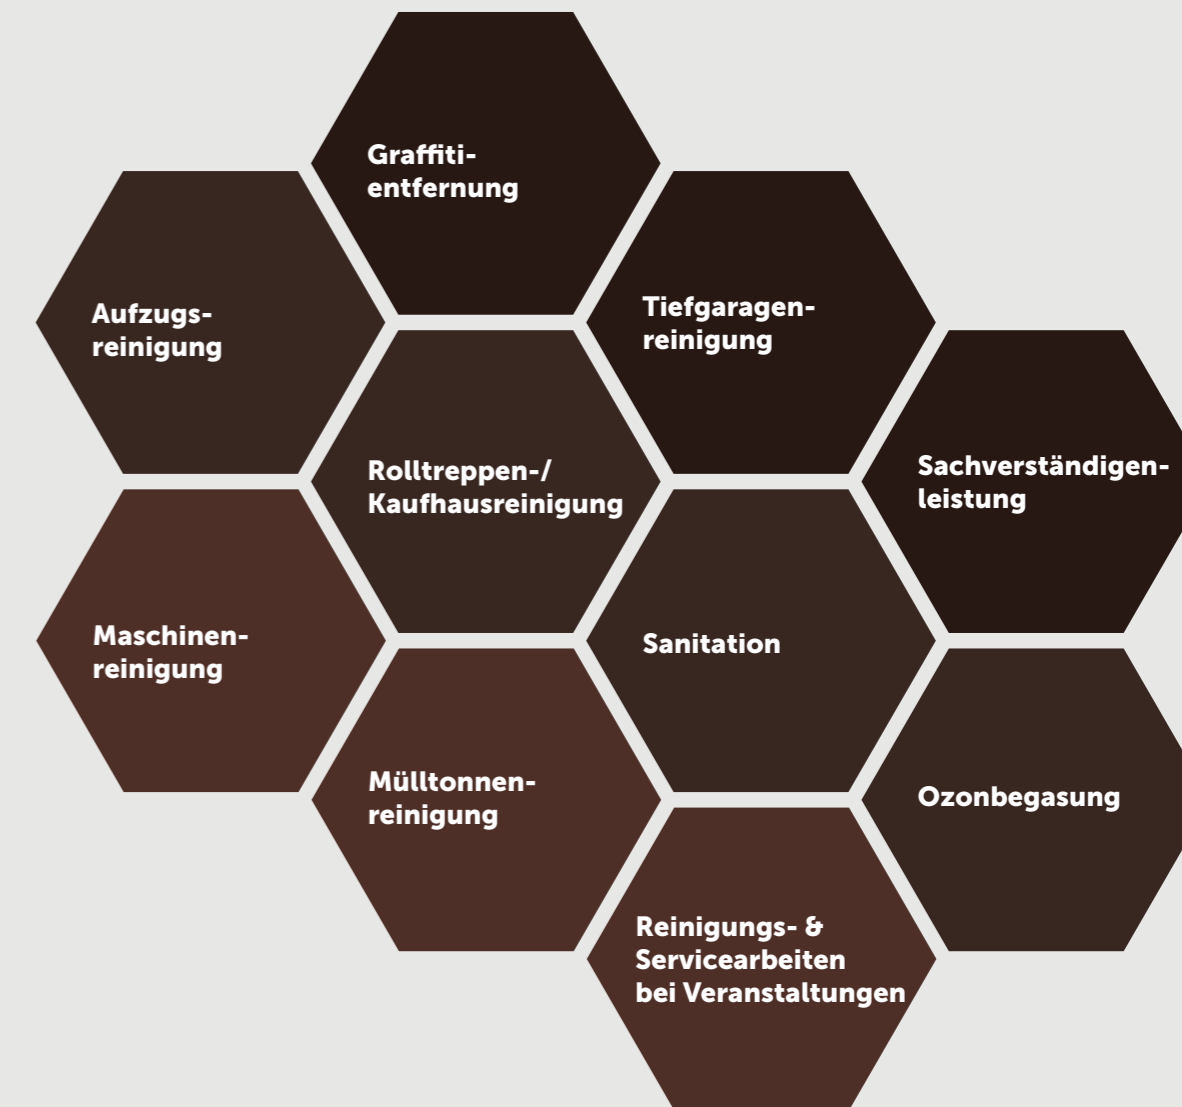 Graffiti-
entfernung
Aufzugs-
reinigung
Tiefgaragen-
reinigung
Rolltreppen-/
Kaufhausreinigung
Sachverständigen-
leistung
Maschinen-
reinigung
Sanitation
Mülltonnen-
reinigung
Ozonbegasung
Reinigungs- &
Servicearbeiten
bei Veranstaltungen